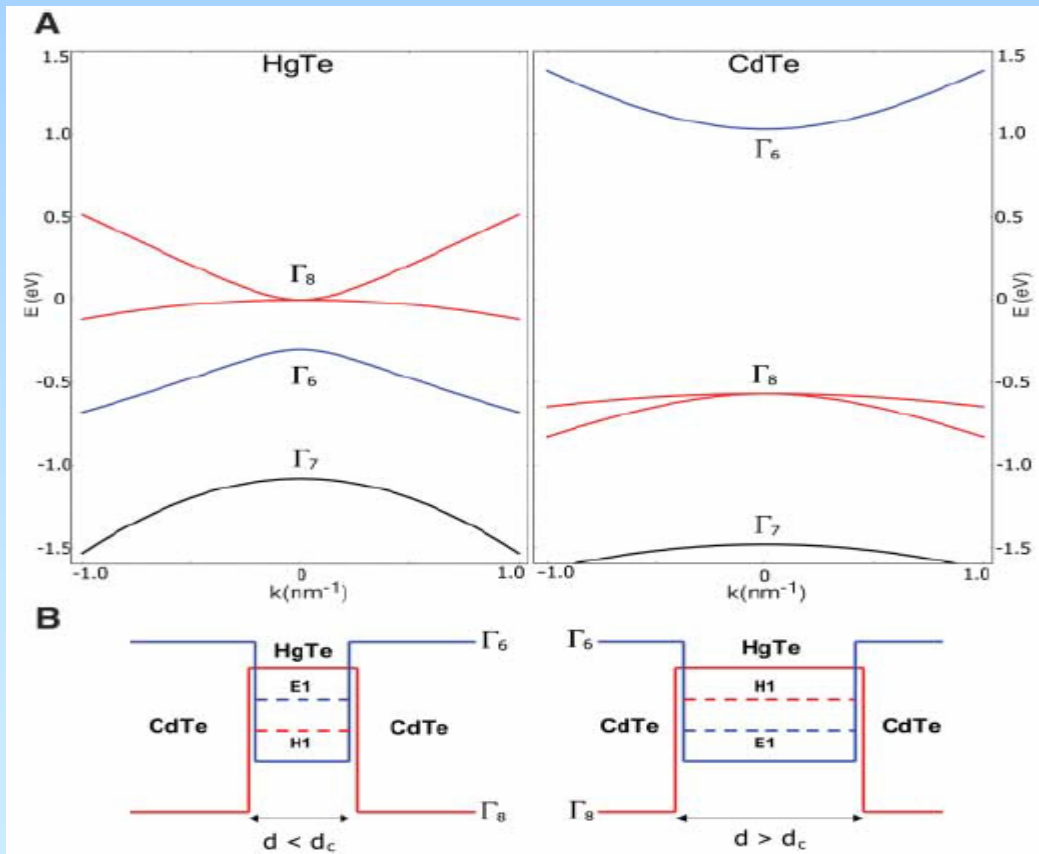 A
HgTe
CdTe
1.5
1.0
0.5
0
-0.5
-1.0
-1.5
E (eV)
Γ8
Γ6
Γ7
-1.0
0
1.0
k(nm⁻¹)
Γ6
Γ8
Γ7
1.5
1.0
0.5
0
-0.5
-1.0
-1.5
E (eV)
-1.0
0
1.0
k(nm⁻¹)
B
HgTe
E1
H1
CdTe
CdTe
Γ6
Γ8
d < dc
Γ6
HgTe
H1
E1
CdTe
CdTe
Γ8
d > dc